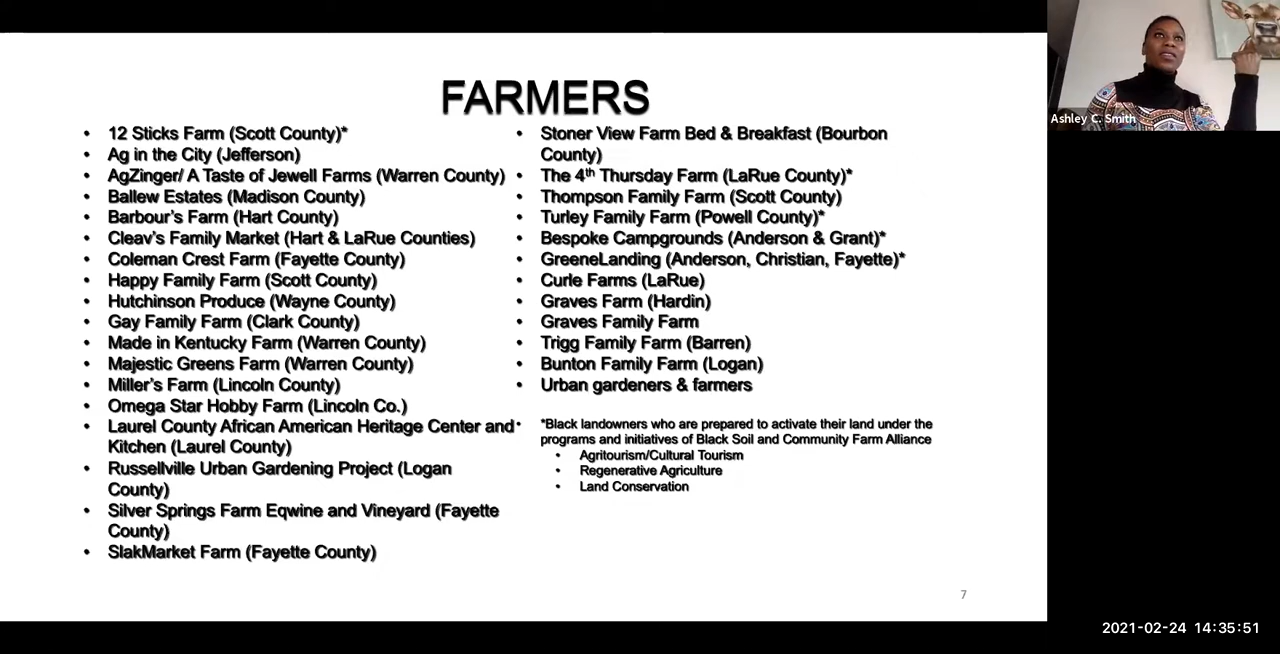 FARMERS
• 12 Sticks Farm (Scott County)*
• Ag in the City (Jefferson)
• AgZinger/ A Taste of Jewell Farms (Warren County)
• Ballew Estates (Madison County)
• Barbour's Farm (Hart County)
• Cleav's Family Market (Hart & LaRue Counties)
• Coleman Crest Farm (Fayette County)
• Happy Family Farm (Scott County)
• Hutchinson Produce (Wayne County)
• Gay Family Farm (Clark County)
• Made in Kentucky Farm (Warren County)
• Majestic Greens Farm (Warren County)
• Miller's Farm (Lincoln County)
• Omega Star Hobby Farm (Lincoln Co.)
• Laurel County African American Heritage Center and
Kitchen (Laurel County)
• Russellville Urban Gardening Project (Logan
County)
• Silver Springs Farm Eqwine and Vineyard (Fayette
County)
• SlakMarket Farm (Fayette County)
• Stoner View Farm Bed & Breakfast (Bourbon
County)
• The 4th Thursday Farm (LaRue County)*
• Thompson Family Farm (Scott County)
• Turley Family Farm (Powell County)*
• Bespoke Campgrounds (Anderson & Grant)*
• GreeneLanding (Anderson, Christian, Fayette)*
• Curle Farms (LaRue)
• Graves Farm (Hardin)
• Graves Family Farm
• Trigg Family Farm (Barren)
• Bunton Family Farm (Logan)
• Urban gardeners & farmers
• *Black landowners who are prepared to activate their land under the
programs and initiatives of Black Soil and Community Farm Alliance
• Agritourism/Cultural Tourism
• Regenerative Agriculture
• Land Conservation
7
Ashley C. Smith
2021-02-24 14:35:51